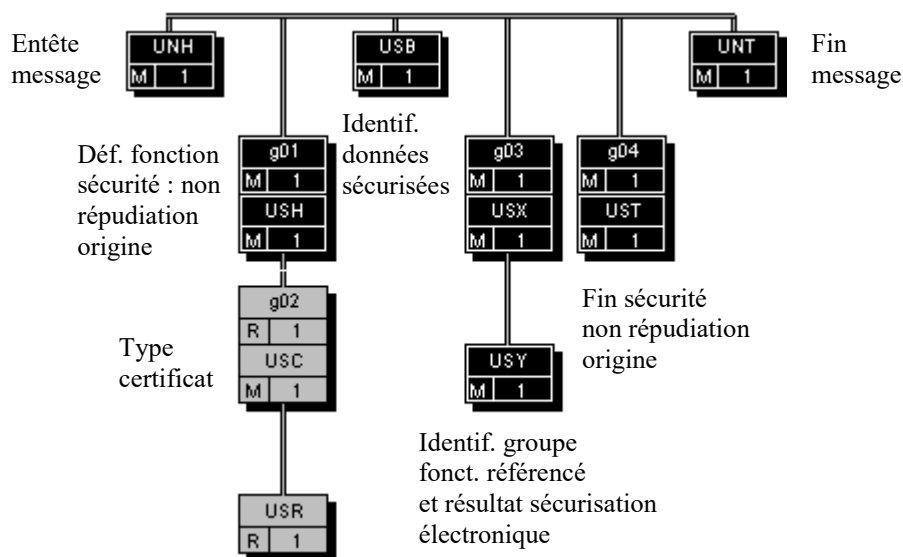 Entête
message
UNH
M 1
USB
M 1
UNT
M 1
Fin
message
Déf. fonction
sécurité : non
répudiation
origine
g01
M 1
USH
M 1
Identif.
données
sécurisées
g03
M 1
USX
M 1
g04
M 1
UST
M 1
Fin sécurité
non répudiation
origine
Type
certificat
g02
R 1
USC
M 1
USY
M 1
Identif. groupe
fonct. référencé
et résultat sécurisation
électronique
USR
R 1